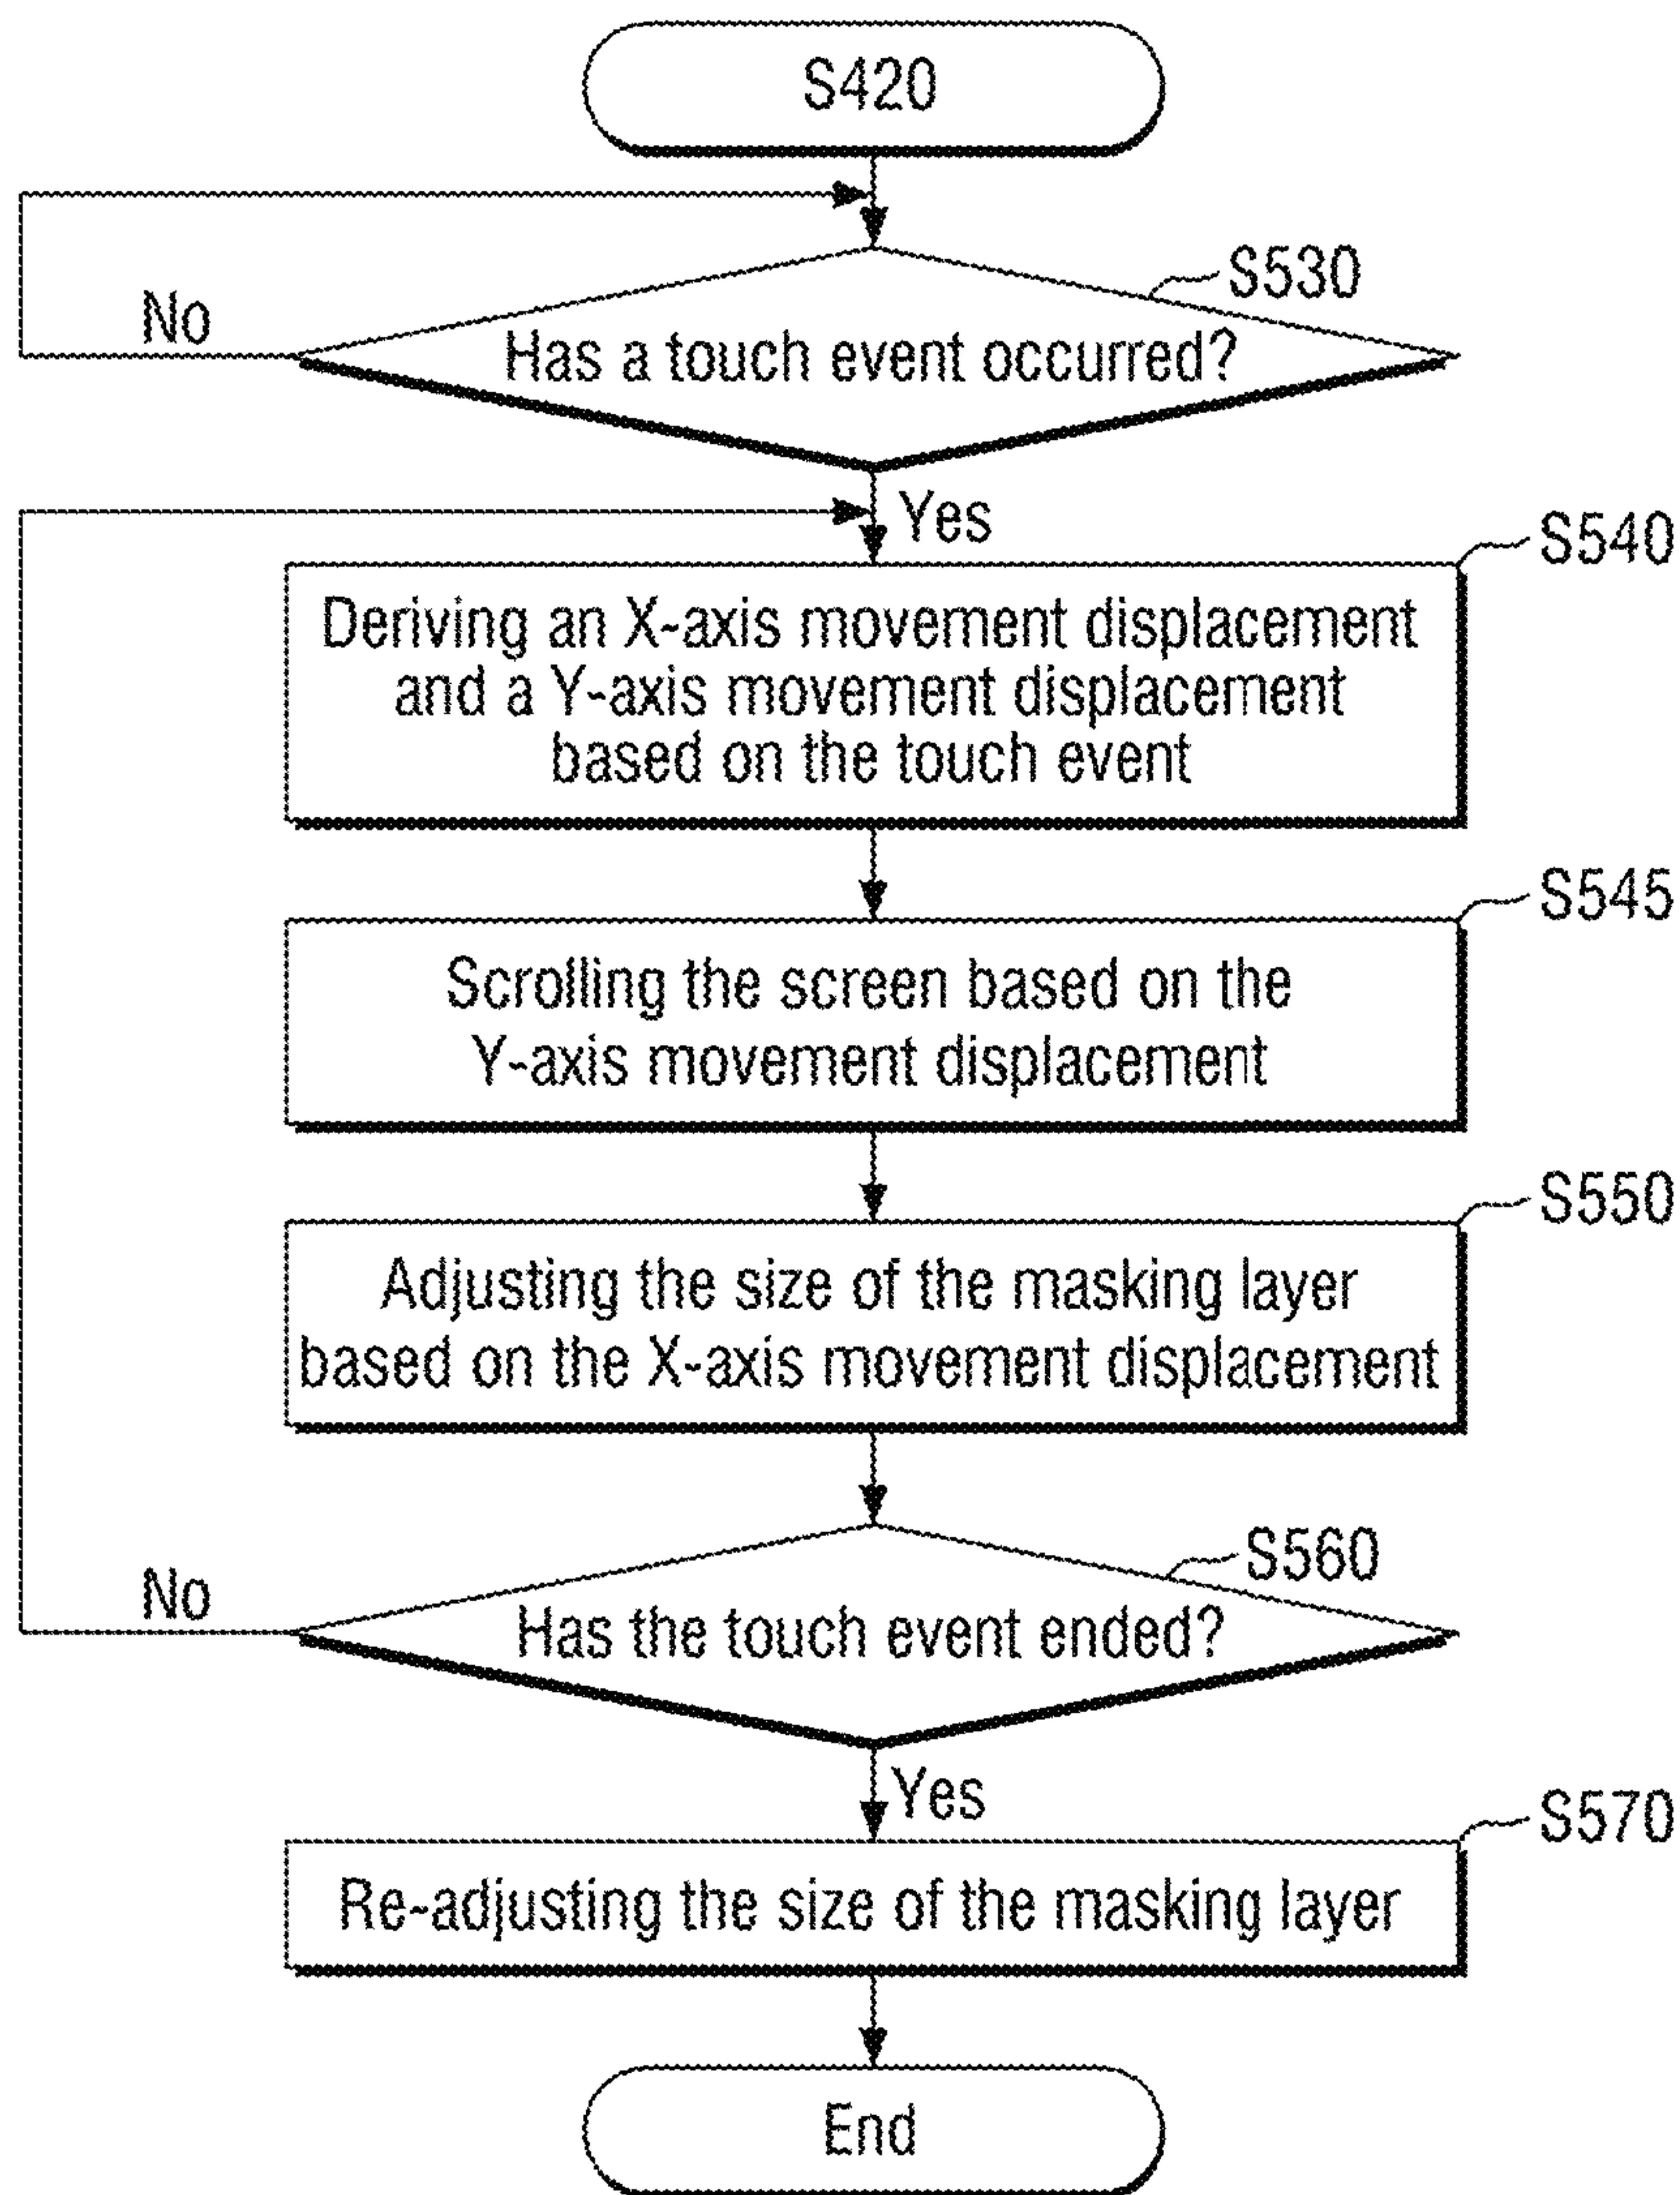 S420
S530
No
Has a touch event occurred?
Yes
S540
Deriving an X-axis movement displacement
and a Y-axis movement displacement
based on the touch event
S545
Scrolling the screen based on the
Y-axis movement displacement
S550
Adjusting the size of the masking layer
based on the X-axis movement displacement
S560
No
Has the touch event ended?
Yes
S570
Re-adjusting the size of the masking layer
End